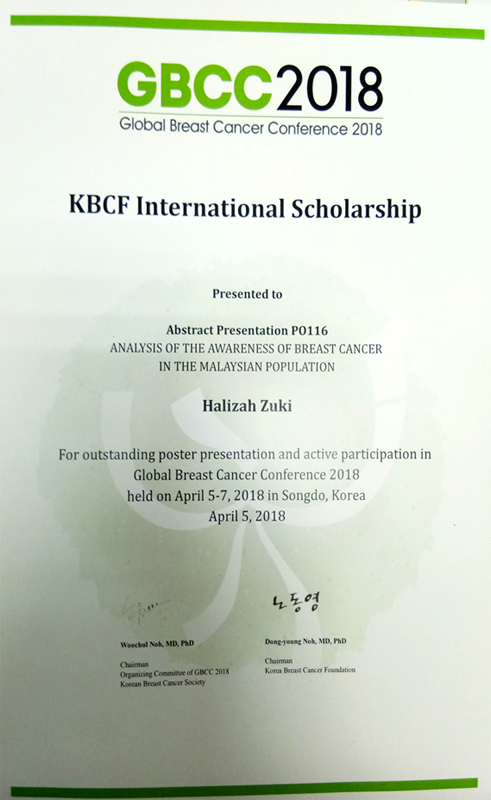 GBCC2018
Global Breast Cancer Conference 2018
KBCF International Scholarship
Presented to
Abstract Presentation PO116
ANALYSIS OF THE AWARENESS OF BREAST CANCER
IN THE MALAYSIAN POPULATION
Halizah Zuki
For outstanding poster presentation and active participation in
Global Breast Cancer Conference 2018
held on April 5-7, 2018 in Songdo, Korea
April 5, 2018
노동영
Woochul Noh, MD, PhD
Chairman
Organizing Committee of GBCC 2018
Korean Breast Cancer Society
Dong-young Noh, MD, PhD
Chairman
Korea Breast Cancer Foundation